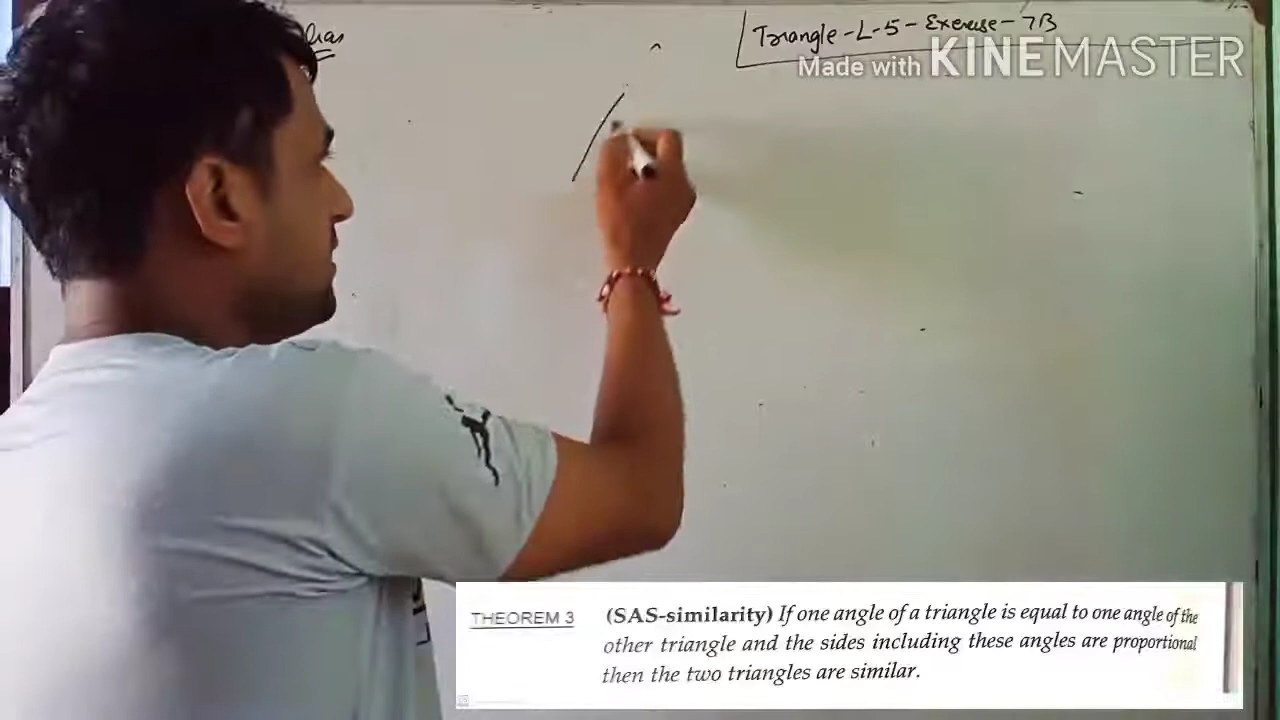 Triangle-L-5-Exercise-7B
Made with KINEMASTER
THEOREM 3 (SAS-similarity) If one angle of a triangle is equal to one angle of the
other triangle and the sides including these angles are proportional
then the two triangles are similar.